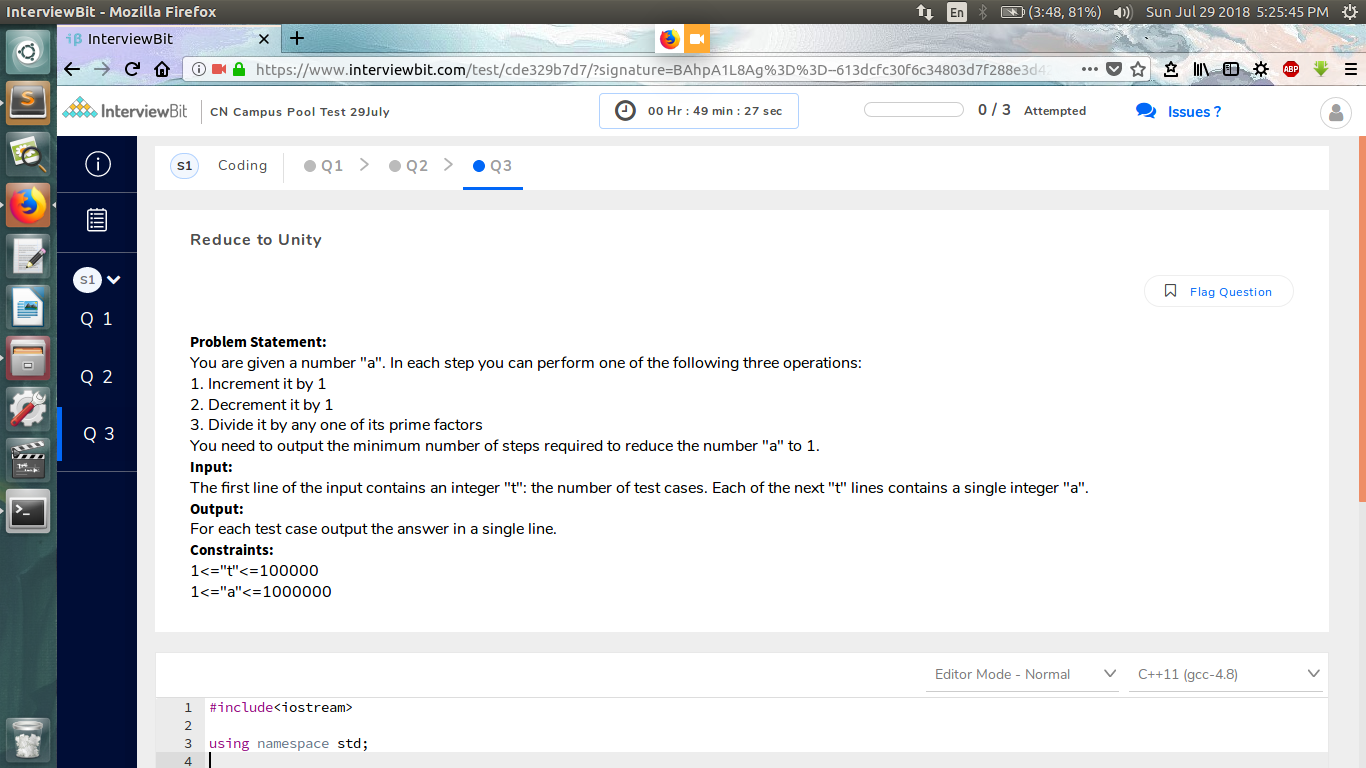 InterviewBit - Mozilla Firefox
En
(3:48, 81%)
Sun Jul 29 2018 5:25:45 PM
iβ InterviewBit
https://www.interviewbit.com/test/cde329b7d7/?signature=BAhpA1L8Ag%3D%3D--613dcfc30f6c34803d7f288e3d4
ABP
InterviewBit
CN Campus Pool Test 29July
00 Hr : 49 min : 27 sec
0 / 3 Attempted
Issues ?
S1 Coding Q1 Q2 Q3
S1
Q 1
Q 2
Q 3
Reduce to Unity
Flag Question
Problem Statement:
You are given a number "a". In each step you can perform one of the following three operations:
1. Increment it by 1
2. Decrement it by 1
3. Divide it by any one of its prime factors
You need to output the minimum number of steps required to reduce the number "a" to 1.
Input:
The first line of the input contains an integer "t": the number of test cases. Each of the next "t" lines contains a single integer "a".
Output:
For each test case output the answer in a single line.
Constraints:
1<="t"<=100000
1<="a"<=1000000
Editor Mode - Normal
C++11 (gcc-4.8)
1 #include<iostream>
2
3 using namespace std;
4